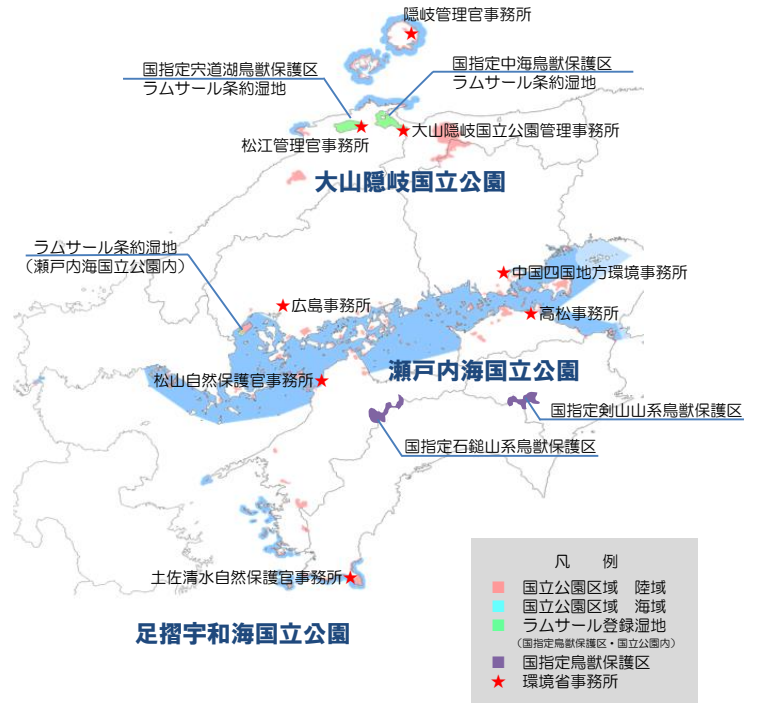 隠岐管理官事務所
国指定宍道湖鳥獣保護区
ラムサール条約湿地
国指定中海鳥獣保護区
ラムサール条約湿地
松江管理官事務所
大山隠岐国立公園管理事務所
大山隠岐国立公園
ラムサール条約湿地
（瀬戸内海国立公園内）
中国四国地方環境事務所
広島事務所
高松事務所
瀬戸内海国立公園
松山自然保護官事務所
国指定剣山山系鳥獣保護区
国指定石鎚山系鳥獣保護区
土佐清水自然保護官事務所
足摺宇和海国立公園
凡　例
国立公園区域　陸域
国立公園区域　海域
ラムサール登録湿地
（国指定鳥獣保護区・国立公園内）
国指定鳥獣保護区
環境省事務所